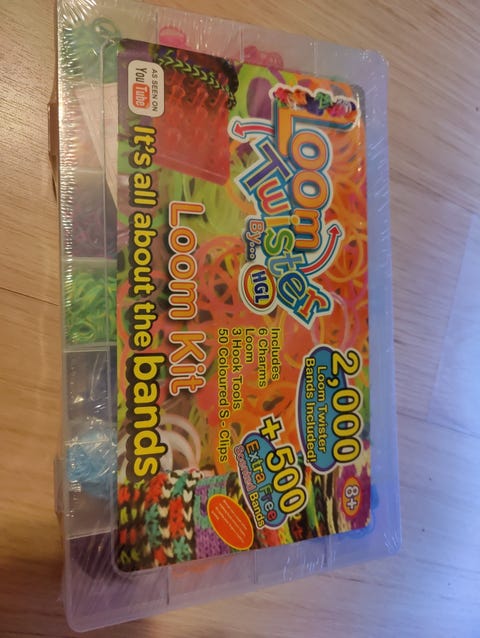 AS SEEN ON
YouTube
Loom
Twister
By...
HGL
Loom Kit
It's all about the bands
Includes
6 Charms
Loom
3 Hook Tools
50 Coloured 'S' - Clips
2,000
Loom Twister
Bands Included!
+500
Extra Free
Bands
8+